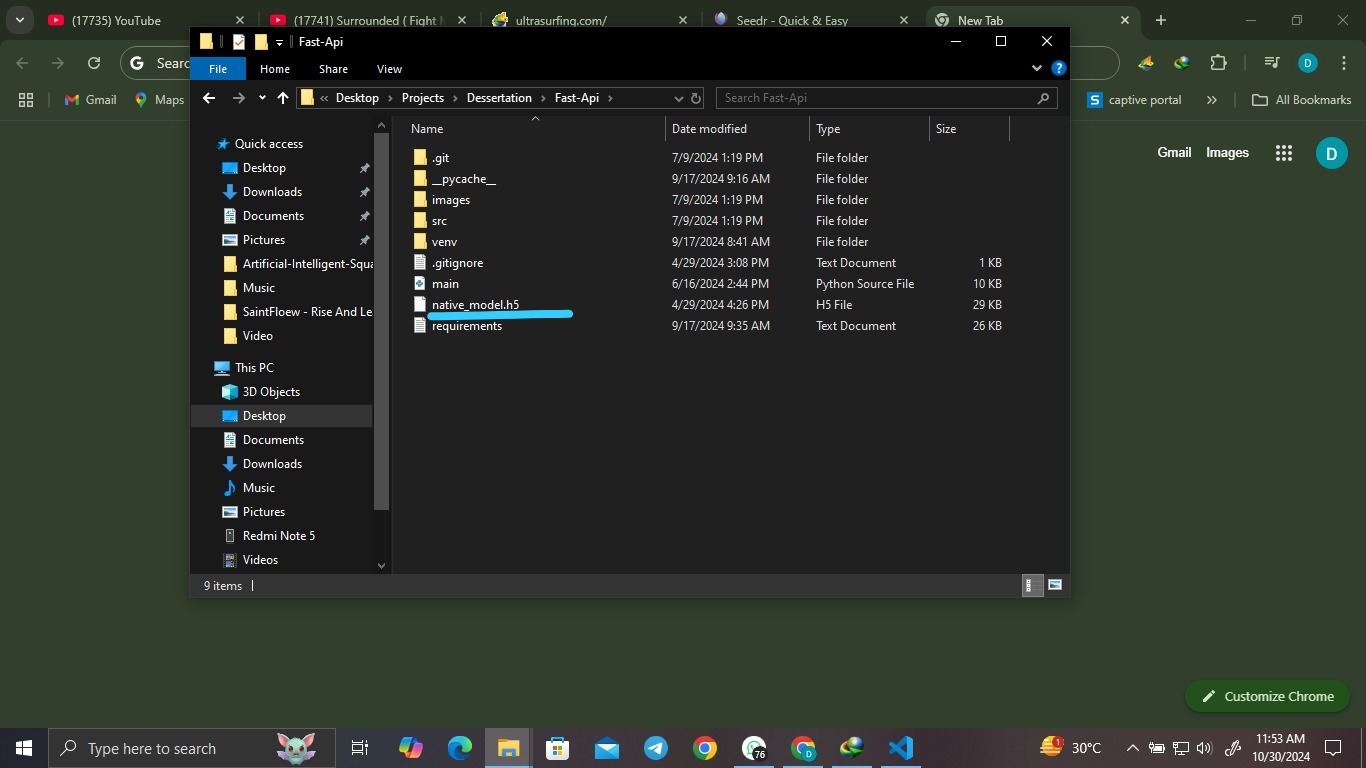 (17735) YouTube
(17741) Surrounded ( Fight M
ultrasurfing.com/
Seedr - Quick & Easy
New Tab
Fast-Api
File Home Share View
« Desktop > Projects > Dessertation > Fast-Api >
Search Fast-Api
Searc
Gmail
Maps
captive portal
»
All Bookmarks
D
Gmail Images
D
Name Date modified Type Size
Quick access
Desktop
Downloads
Documents
Pictures
Artificial-Intelligent-Squa
Music
SaintFloew - Rise And Le
Video
This PC
3D Objects
Desktop
Documents
Downloads
Music
Pictures
Redmi Note 5
Videos
.git 7/9/2024 1:19 PM File folder
__pycache__ 9/17/2024 9:16 AM File folder
images 7/9/2024 1:19 PM File folder
src 7/9/2024 1:19 PM File folder
venv 9/17/2024 8:41 AM File folder
.gitignore 4/29/2024 3:08 PM Text Document 1 KB
main 6/16/2024 2:44 PM Python Source File 10 KB
native_model.h5 4/29/2024 4:26 PM H5 File 29 KB
requirements 9/17/2024 9:35 AM Text Document 26 KB
9 items
Customize Chrome
Type here to search
76
D
1
30°C
11:53 AM
10/30/2024